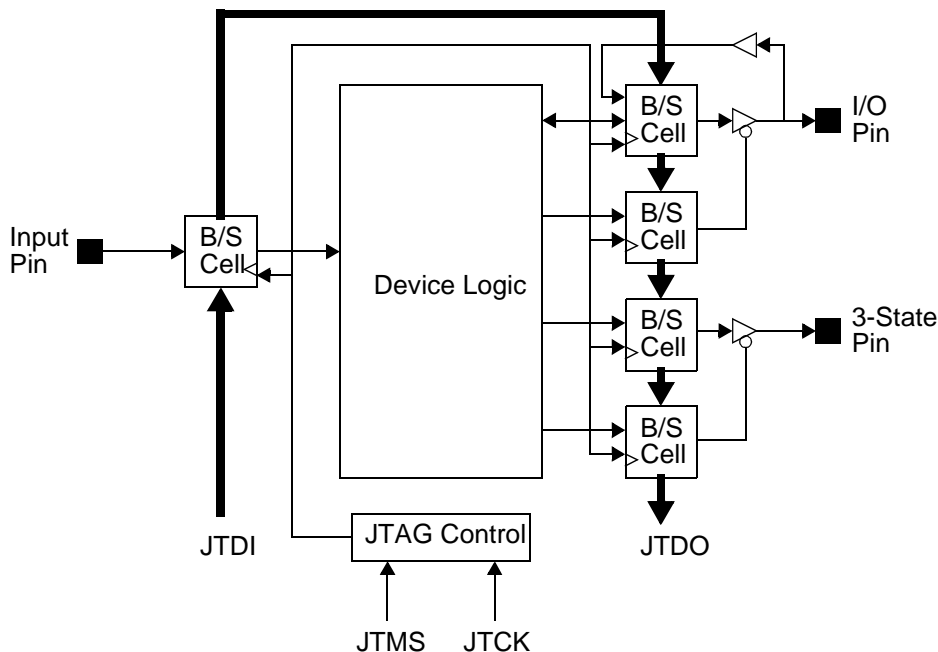 B/S
Cell
I/O
Pin
B/S
Cell
Input
Pin
B/S
Cell
Device Logic
B/S
Cell
3-State
Pin
B/S
Cell
JTDI
JTAG Control
JTDO
JTMS
JTCK